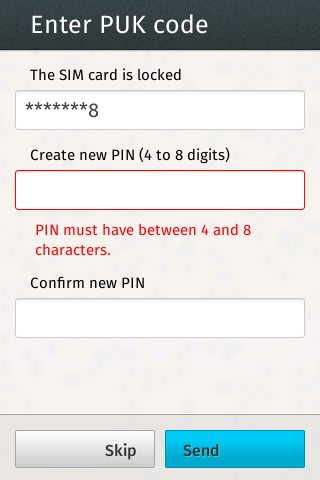 Enter PUK code
The SIM card is locked
*******8
Create new PIN (4 to 8 digits)
PIN must have between 4 and 8
characters.
Confirm new PIN
Skip
Send